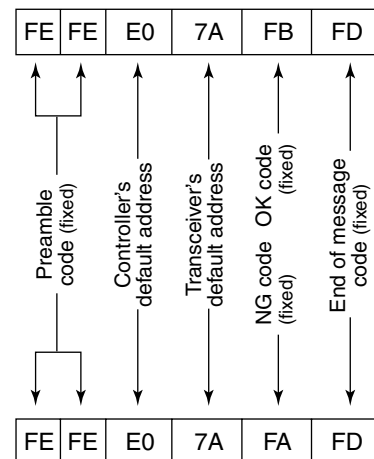 FE FE E0 7A FB FD
Preamble
code (fixed)
Controller's
default address
Transceiver's
default address
OK code
(fixed)
NG code
(fixed)
End of message
code (fixed)
FE FE E0 7A FA FD